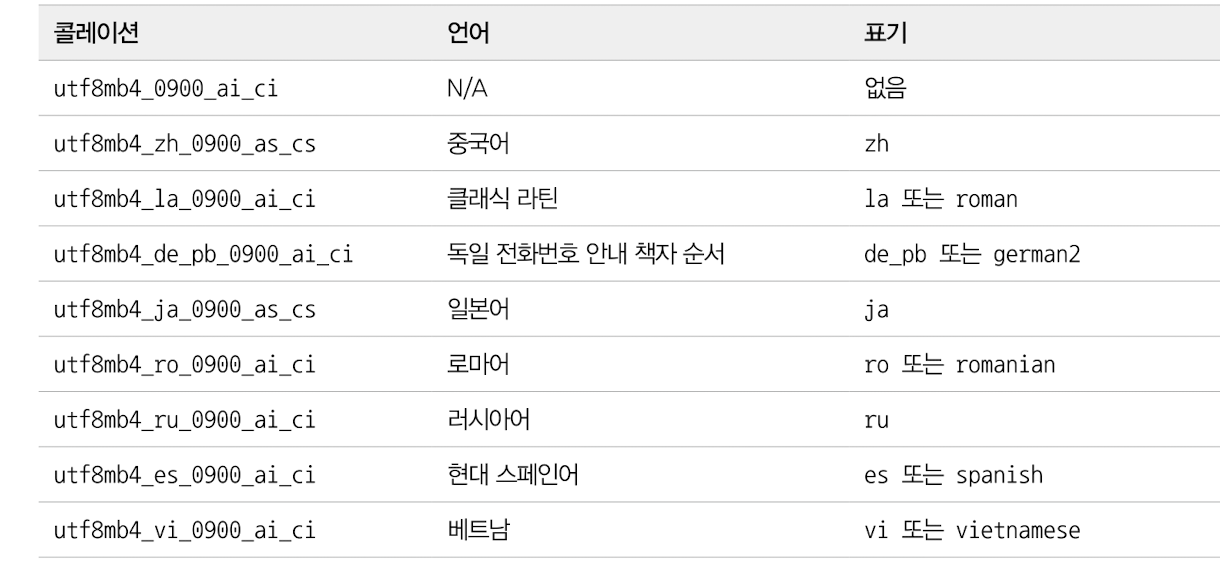 콜레이션 언어 표기
utf8mb4_0900_ai_ci N/A 없음
utf8mb4_zh_0900_as_cs 중국어 zh
utf8mb4_la_0900_ai_ci 클래식 라틴 la 또는 roman
utf8mb4_de_pb_0900_ai_ci 독일 전화번호 안내 책자 순서 de_pb 또는 german2
utf8mb4_ja_0900_as_cs 일본어 ja
utf8mb4_ro_0900_ai_ci 로마어 ro 또는 romanian
utf8mb4_ru_0900_ai_ci 러시아어 ru
utf8mb4_es_0900_ai_ci 현대 스페인어 es 또는 spanish
utf8mb4_vi_0900_ai_ci 베트남 vi 또는 vietnamese